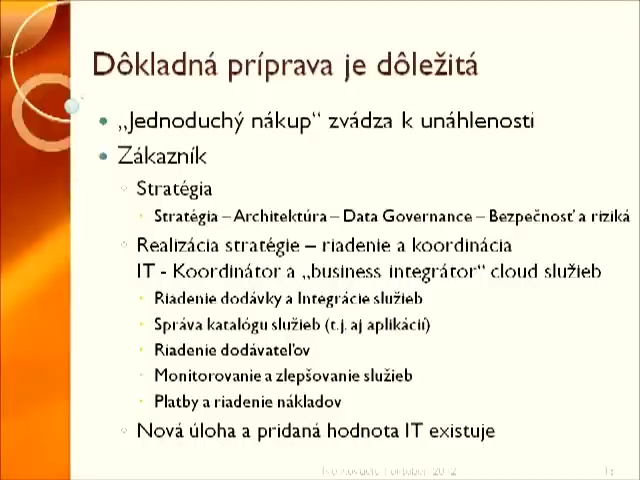 Dôkladná príprava je dôležitá
„Jednoduchý nákup“ zvádza k unáhlenosti
Zákazník
Stratégia
Stratégia – Architektúra – Data Governance – Bezpečnosť a riziká
Realizácia stratégie – riadenie a koordinácia
IT - Koordinátor a „business integrátor“ cloud služieb
Riadenie dodávky a Integrácie služieb
Správa katalógu služieb (t.j. aj aplikácií)
Riadenie dodávateľov
Monitorovanie a zlepšovanie služieb
Platby a riadenie nákladov
Nová úloha a pridaná hodnota IT existuje